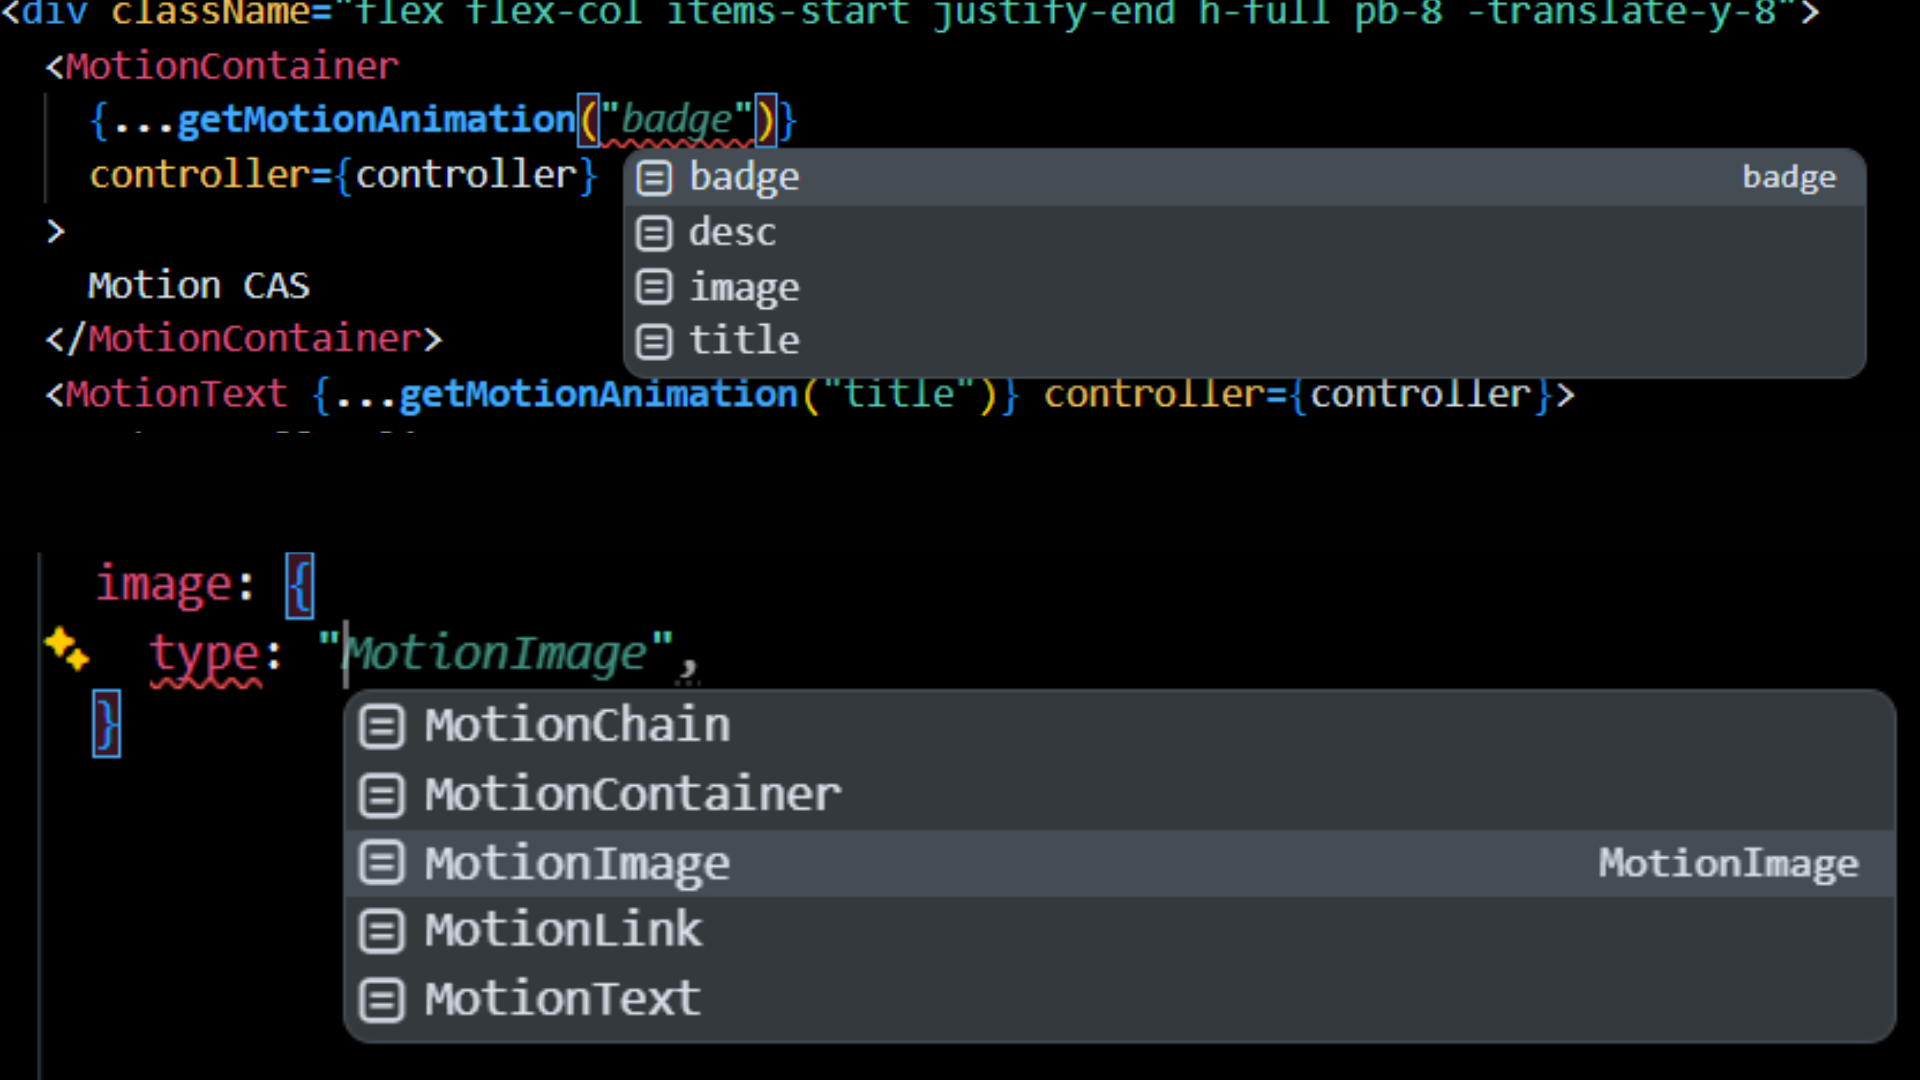 <div className="flex flex-col items-start justify-end h-full pb-8 -translate-y-8">
<MotionContainer
{...getMotionAnimation("badge")}
controller={controller}
badge badge
desc
>
image
Motion CAS
title
</MotionContainer>
<MotionText {...getMotionAnimation("title")} controller={controller}>
image: {
type: "MotionImage",
}
MotionChain
MotionContainer
MotionImage MotionImage
MotionLink
MotionText